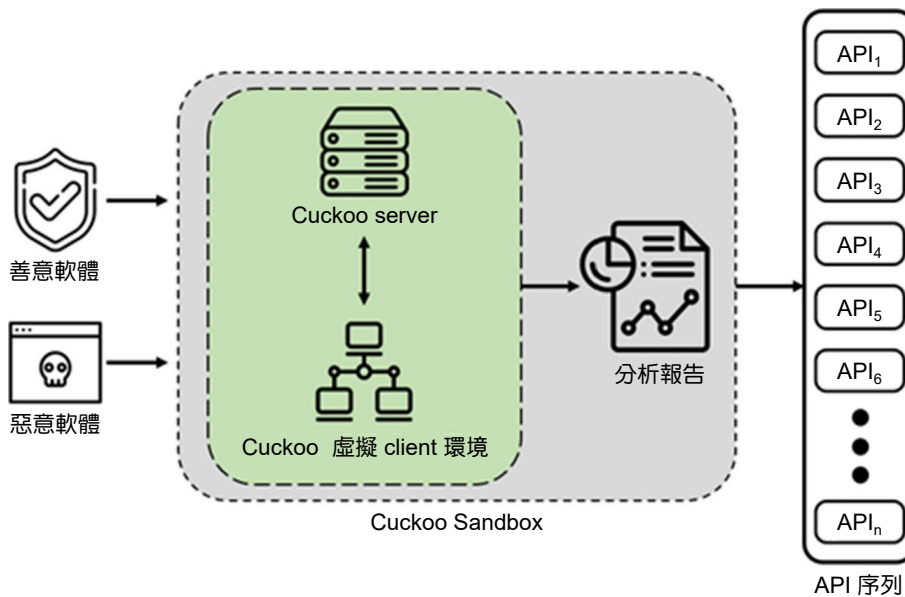 善意軟體
惡意軟體
Cuckoo server
Cuckoo 虛擬 client 環境
分析報告
Cuckoo Sandbox
API₁
API₂
API₃
API₄
API₅
API₆
APIₙ
API 序列